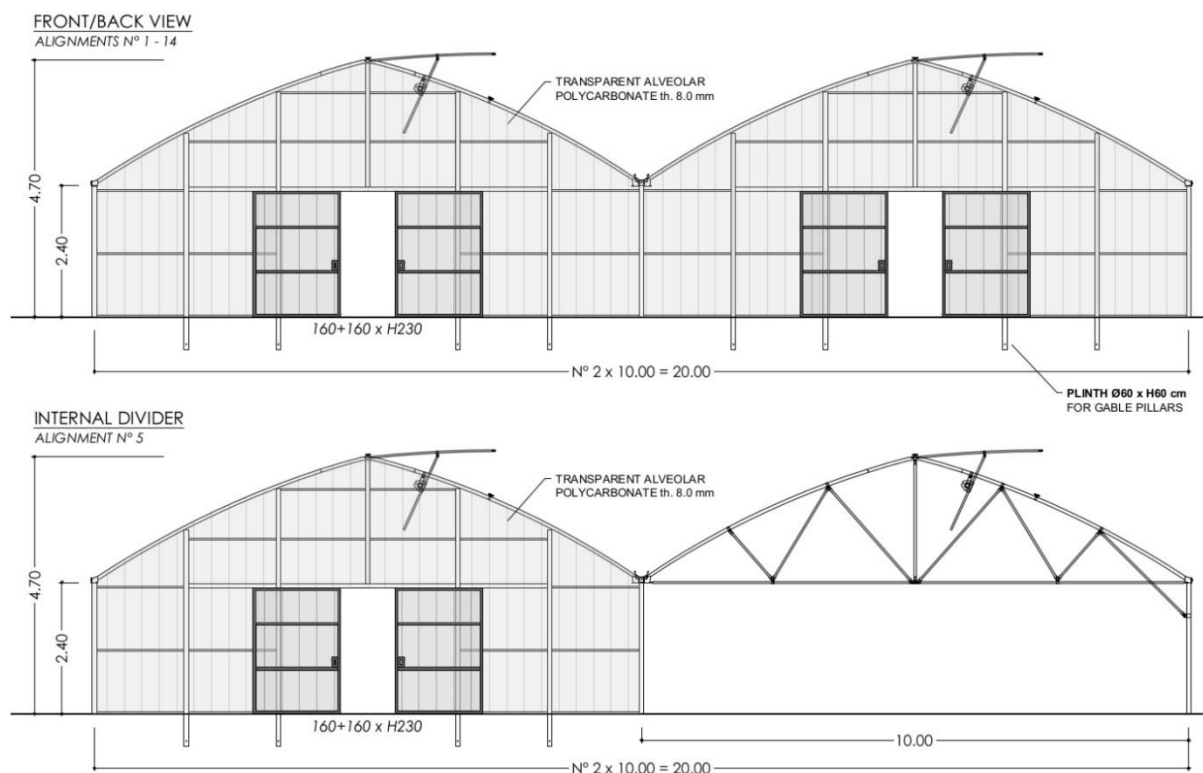 FRONT/BACK VIEW
ALIGNMENTS N° 1 - 14
TRANSPARENT ALVEOLAR
POLYCARBONATE th. 8.0 mm
4.70
2.40
160+160 x H230
N° 2 x 10.00 = 20.00
PLINTH Ø60 x H60 cm
FOR GABLE PILLARS
INTERNAL DIVIDER
ALIGNMENT N° 5
TRANSPARENT ALVEOLAR
POLYCARBONATE th. 8.0 mm
4.70
2.40
160+160 x H230
10.00
N° 2 x 10.00 = 20.00